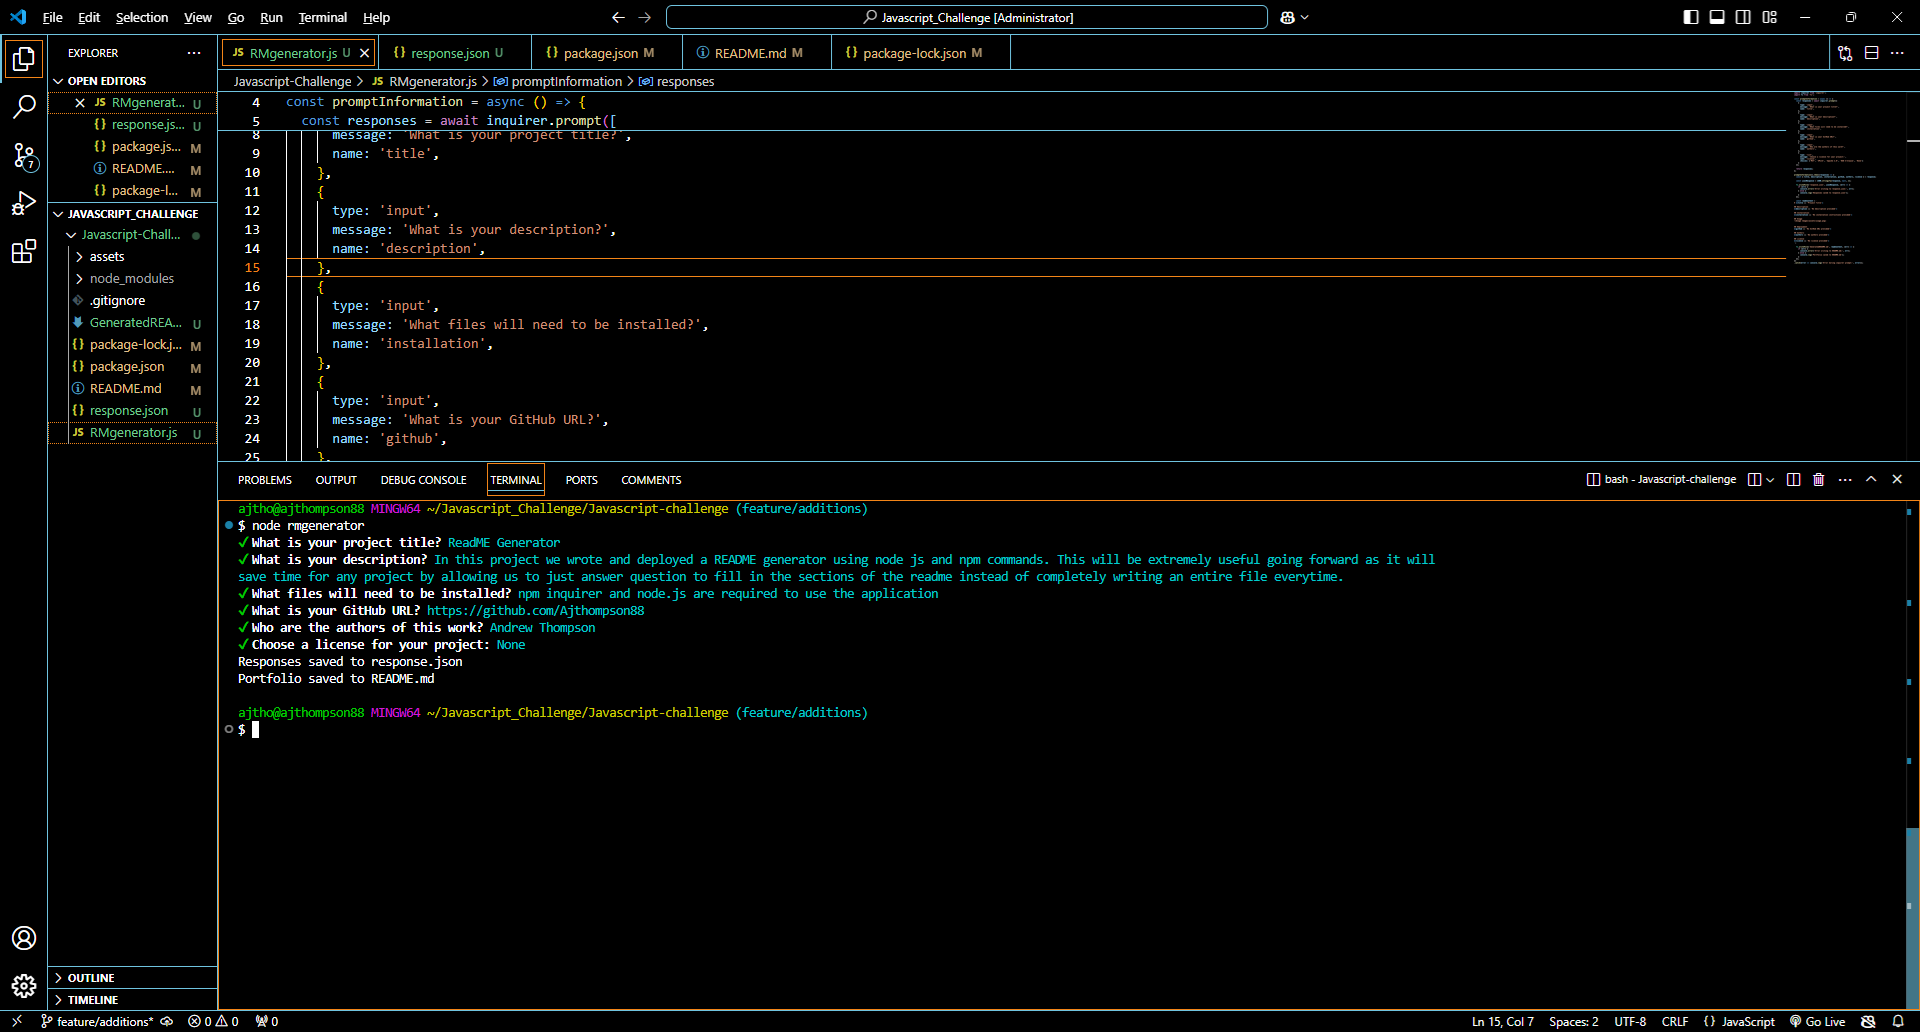 File Edit Selection View Go Run Terminal Help
Javascript_Challenge [Administrator]
EXPLORER
OPEN EDITORS
RMgenerat... U
response.js... U
package.js... M
README.... M
package-l... M
JAVASCRIPT_CHALLENGE
Javascript-Chall...
assets
node_modules
.gitignore
GeneratedREA... U
package-lock.j... M
package.json M
README.md M
response.json U
RMgenerator.js U
OUTLINE
TIMELINE
7
RMgenerator.js U response.json U package.json M README.md M package-lock.json M
Javascript-Challenge > JS RMgenerator.js > promptInformation > responses
4 const promptInformation = async () => {
5 const responses = await inquirer.prompt([
8 message: 'What is your project title?',
9 name: 'title',
10 },
11 {
12 type: 'input',
13 message: 'What is your description?',
14 name: 'description',
15 },
16 {
17 type: 'input',
18 message: 'What files will need to be installed?',
19 name: 'installation',
20 },
21 {
22 type: 'input',
23 message: 'What is your GitHub URL?',
24 name: 'github',
25 },
PROBLEMS OUTPUT DEBUG CONSOLE TERMINAL PORTS COMMENTS
bash - Javascript-challenge
ajtho@ajthompson88 MINGW64 ~/Javascript_Challenge/Javascript-challenge (feature/additions)
$ node rmgenerator
✓ What is your project title? ReadME Generator
✓ What is your description? In this project we wrote and deployed a README generator using node js and npm commands. This will be extremely useful going forward as it will
save time for any project by allowing us to just answer question to fill in the sections of the readme instead of completely writing an entire file everytime.
✓ What files will need to be installed? npm inquirer and node.js are required to use the application
✓ What is your GitHub URL? https://github.com/Ajthompson88
✓ Who are the authors of this work? Andrew Thompson
✓ Choose a license for your project: None
Responses saved to response.json
Portfolio saved to README.md
ajtho@ajthompson88 MINGW64 ~/Javascript_Challenge/Javascript-challenge (feature/additions)
$
feature/additions* 0 0 0
Ln 15, Col 7 Spaces: 2 UTF-8 CRLF {} JavaScript Go Live